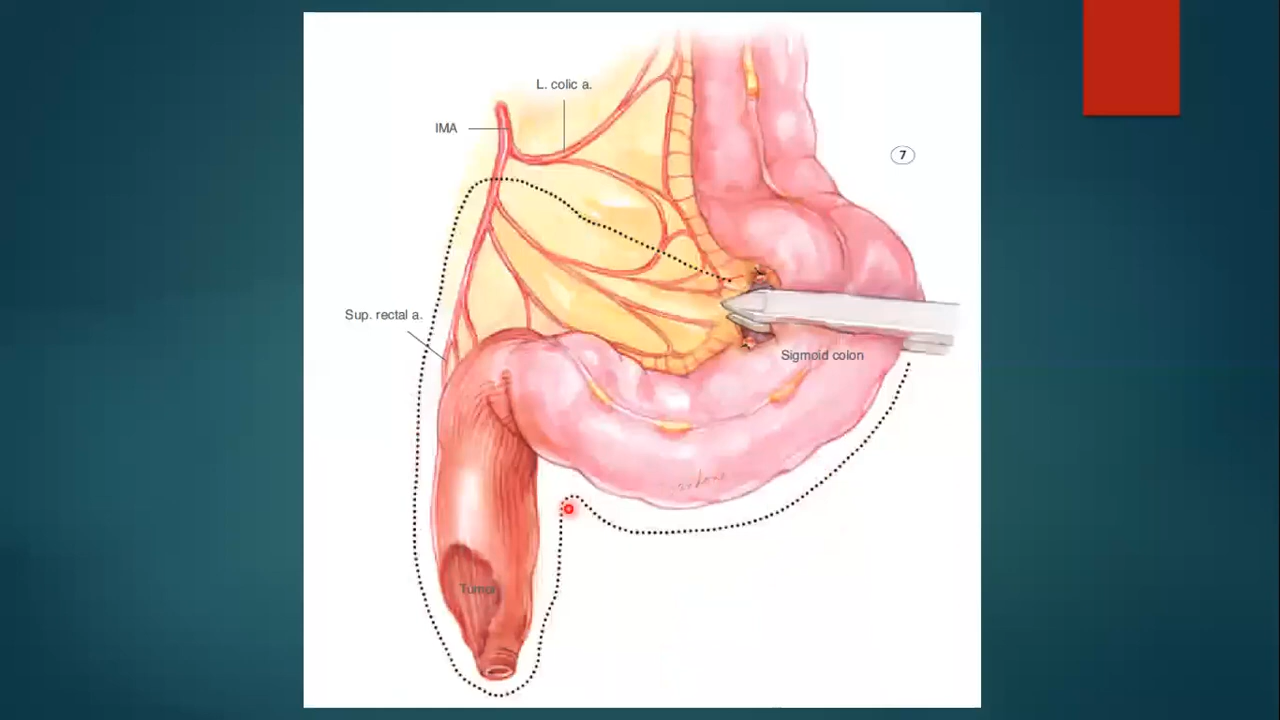 L. colic a.
IMA
7
Sup. rectal a.
Sigmoid colon
Tumor